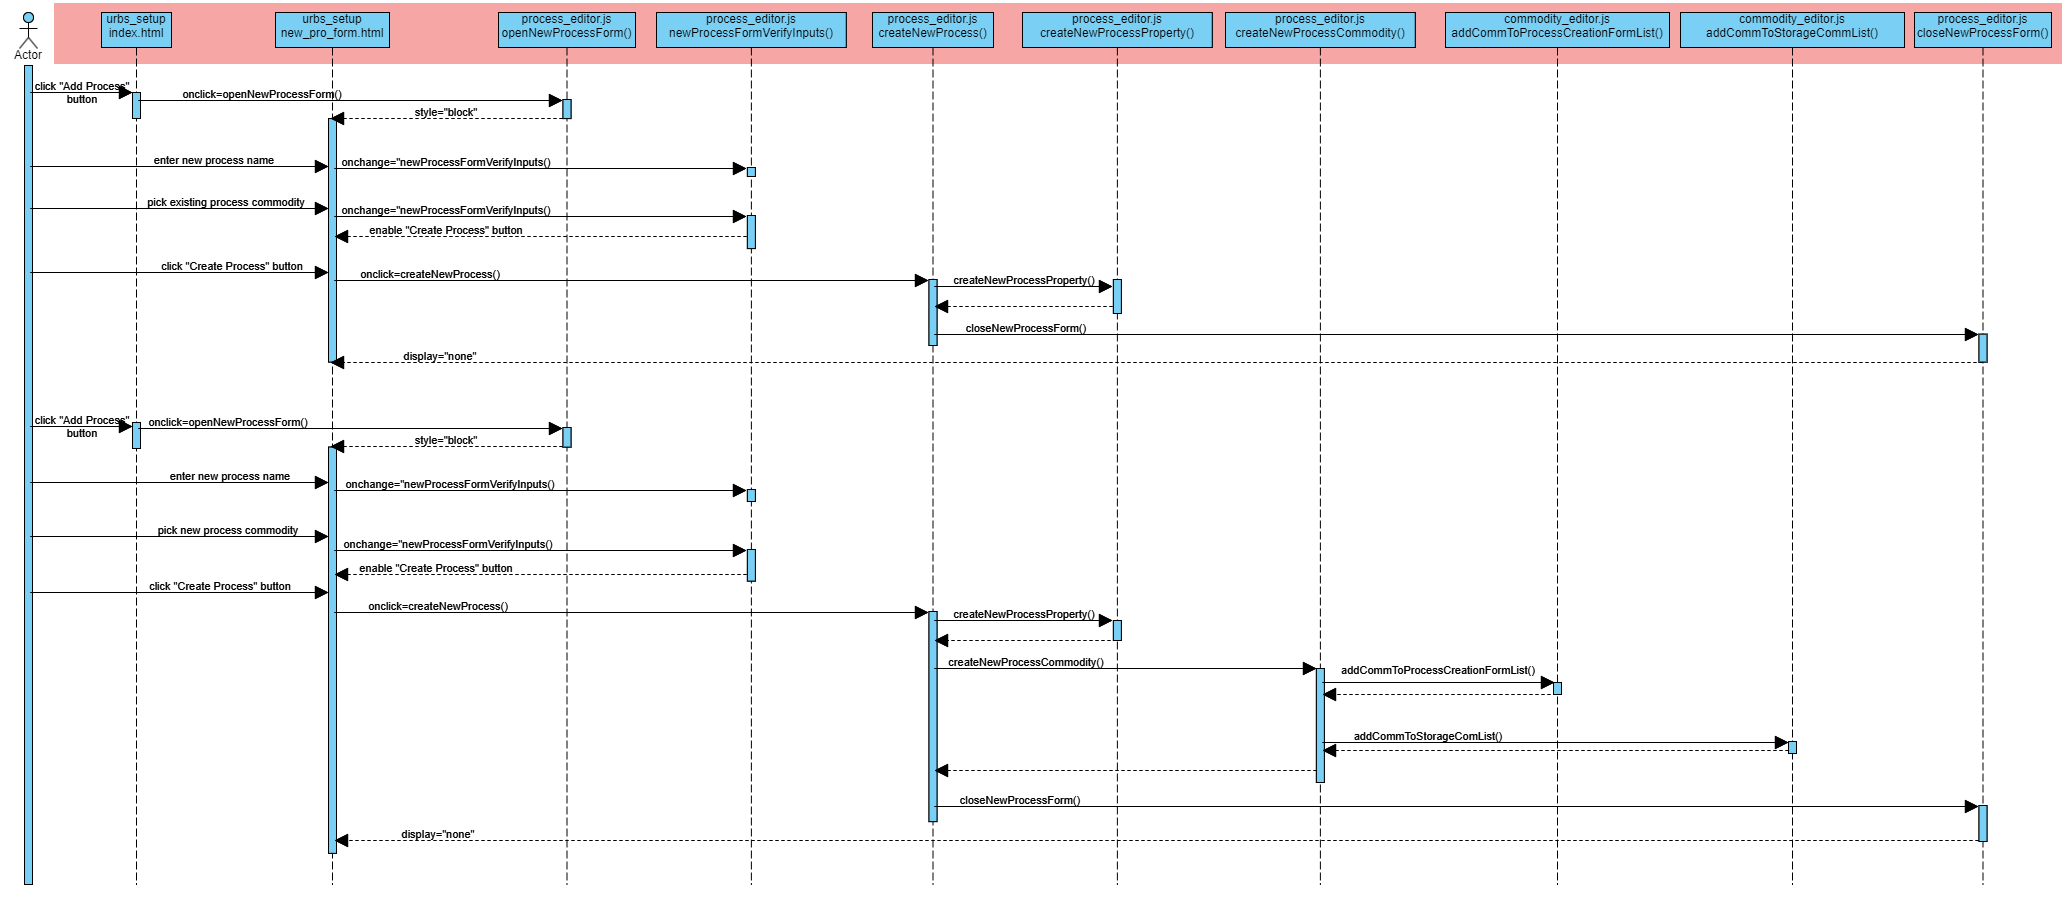 urbs_setup
index.html
urbs_setup
new_pro_form.html
process_editor.js
openNewProcessForm()
process_editor.js
newProcessFormVerifyInputs()
process_editor.js
createNewProcess()
process_editor.js
createNewProcessProperty()
process_editor.js
createNewProcessCommodity()
commodity_editor.js
addCommToProcessCreationFormList()
commodity_editor.js
addCommToStorageCommList()
process_editor.js
closeNewProcessForm()
Actor
click "Add Process"
button
onclick=openNewProcessForm()
style="block"
enter new process name
onchange="newProcessFormVerifyInputs()
pick existing process commodity
onchange="newProcessFormVerifyInputs()
enable "Create Process" button
click "Create Process" button
onclick=createNewProcess()
createNewProcessProperty()
closeNewProcessForm()
display="none"
click "Add Process"
button
onclick=openNewProcessForm()
style="block"
enter new process name
onchange="newProcessFormVerifyInputs()
pick new process commodity
onchange="newProcessFormVerifyInputs()
enable "Create Process" button
click "Create Process" button
onclick=createNewProcess()
createNewProcessProperty()
createNewProcessCommodity()
addCommToProcessCreationFormList()
addCommToStorageComList()
closeNewProcessForm()
display="none"